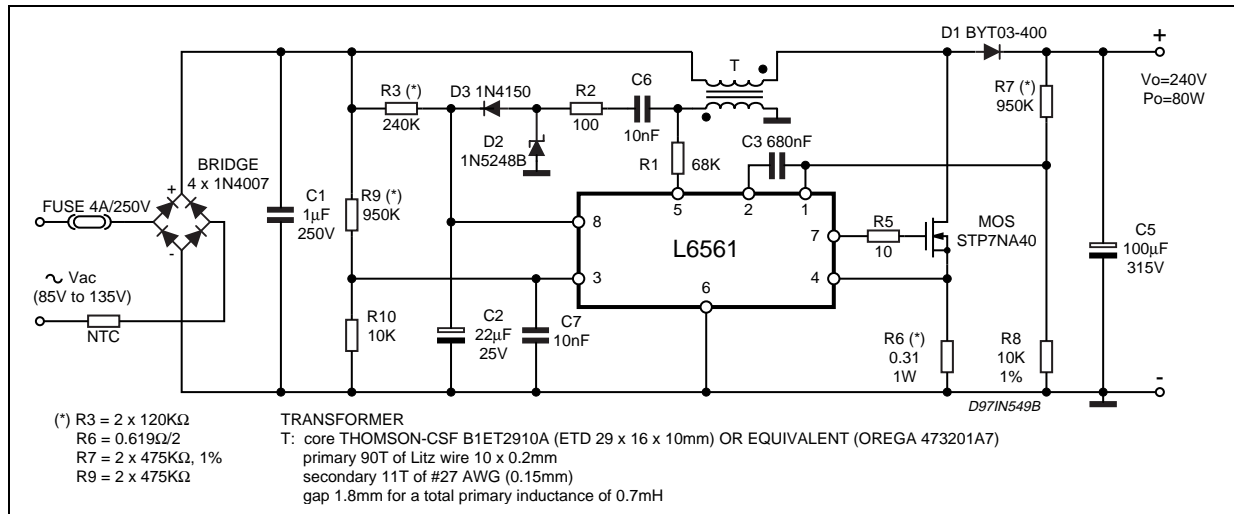 D1 BYT03-400
+
Vo=240V
Po=80W
T
R3 (*)
240K
D3 1N4150
R2
100
C6
10nF
R7 (*)
950K
D2
1N5248B
C3 680nF
R1
68K
BRIDGE
4 x 1N4007
+
-
FUSE 4A/250V
C1
1µF
250V
R9 (*)
950K
5
2
1
8
3
7
4
6
L6561
R5
10
MOS
STP7NA40
C5
100µF
315V
~ Vac
(85V to 135V)
NTC
R10
10K
C2
22µF
25V
C7
10nF
R6 (*)
0.31
1W
R8
10K
1%
-
D97IN549B
(*) R3 = 2 x 120KΩ
R6 = 0.619Ω/2
R7 = 2 x 475KΩ, 1%
R9 = 2 x 475KΩ
TRANSFORMER
T: core THOMSON-CSF B1ET2910A (ETD 29 x 16 x 10mm) OR EQUIVALENT (OREGA 473201A7)
primary 90T of Litz wire 10 x 0.2mm
secondary 11T of #27 AWG (0.15mm)
gap 1.8mm for a total primary inductance of 0.7mH